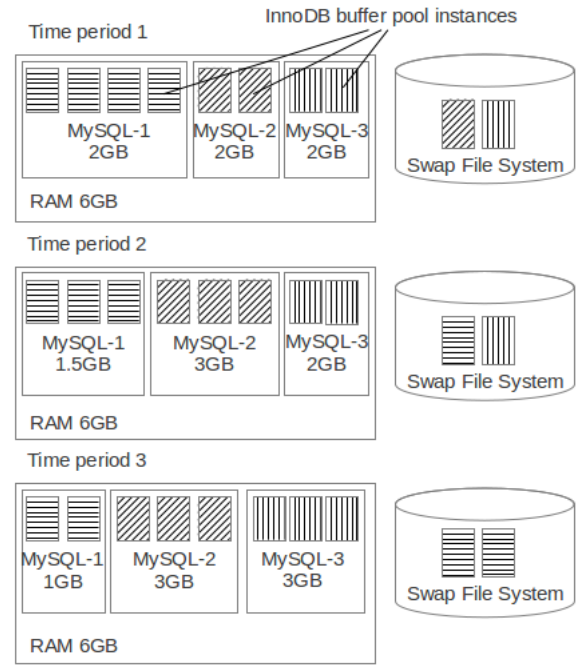 InnoDB buffer pool instances
Time period 1
MySQL-1
2GB
MySQL-2
2GB
MySQL-3
2GB
RAM 6GB
Swap File System
Time period 2
MySQL-1
1.5GB
MySQL-2
3GB
MySQL-3
2GB
RAM 6GB
Swap File System
Time period 3
MySQL-1
1GB
MySQL-2
3GB
MySQL-3
3GB
RAM 6GB
Swap File System